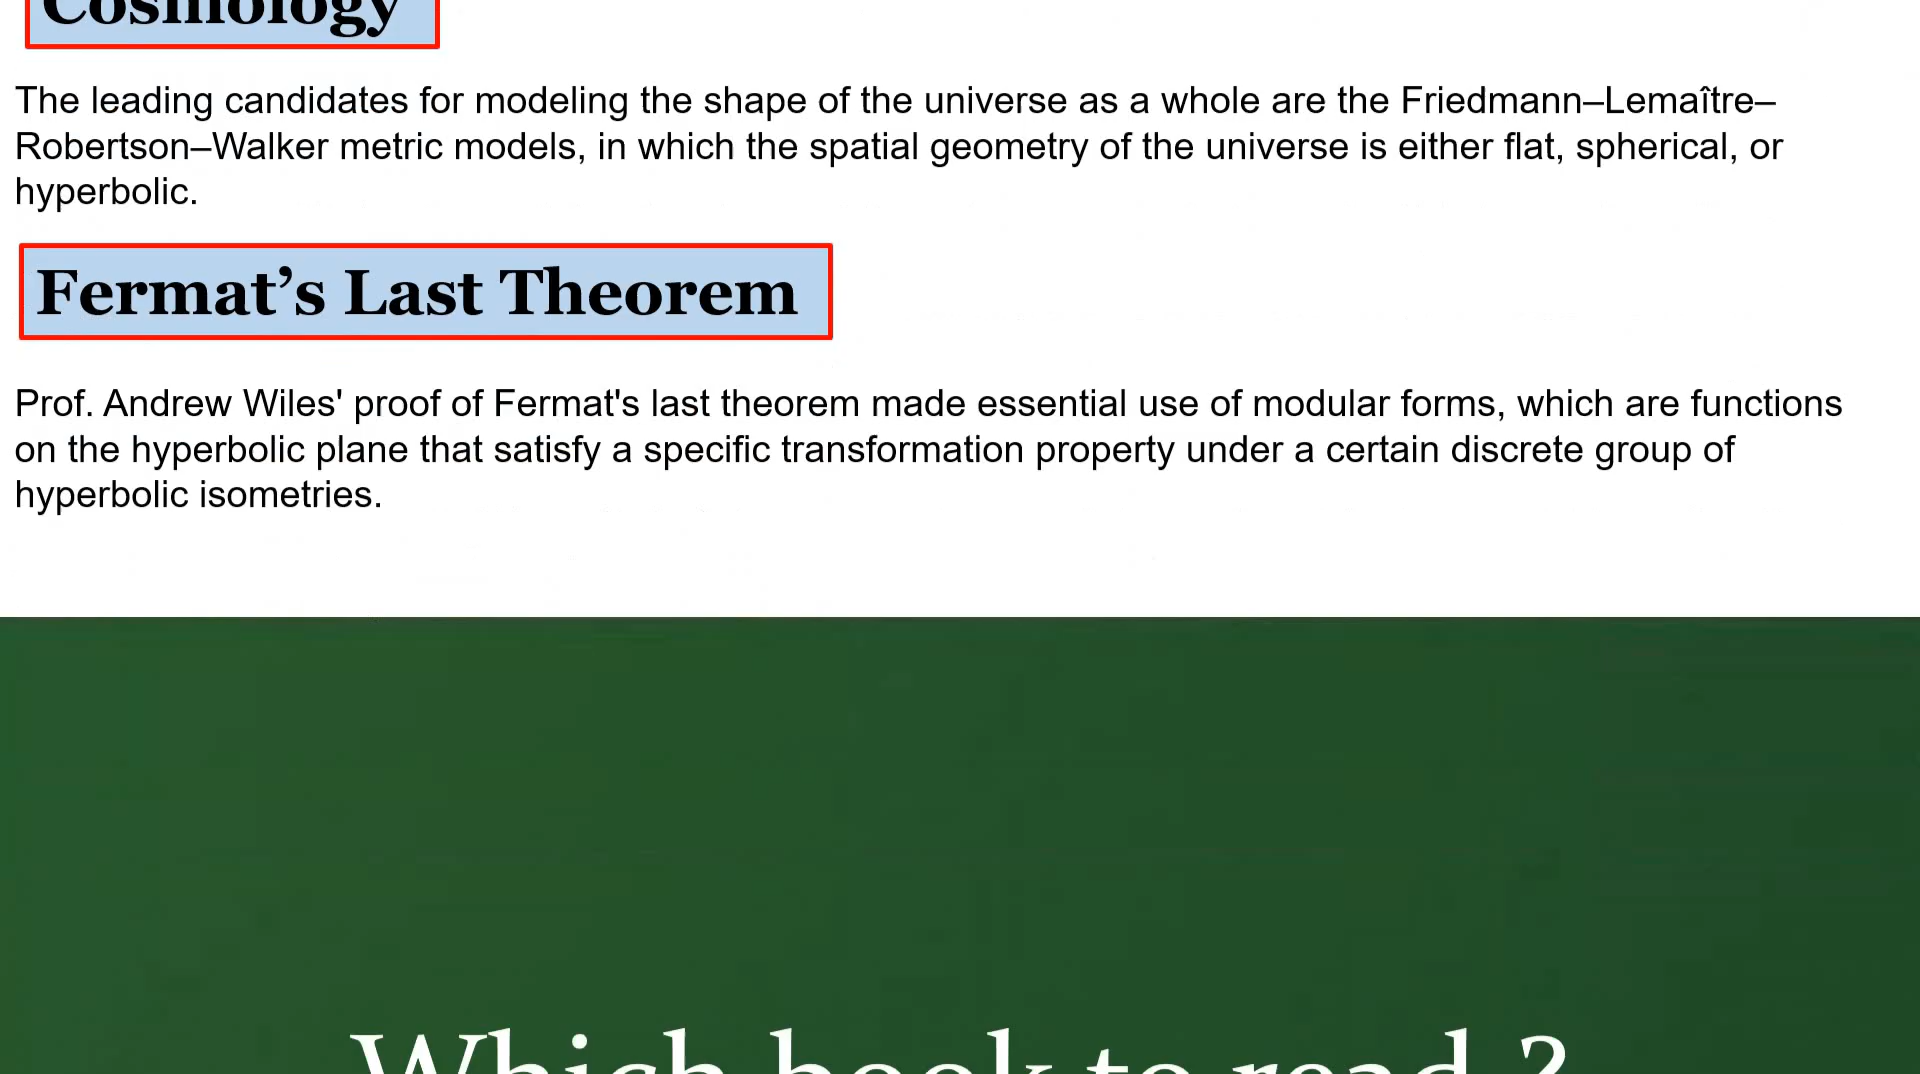 Cosmology
The leading candidates for modeling the shape of the universe as a whole are the Friedmann–Lemaître–
Robertson–Walker metric models, in which the spatial geometry of the universe is either flat, spherical, or
hyperbolic.
Fermat’s Last Theorem
Prof. Andrew Wiles' proof of Fermat's last theorem made essential use of modular forms, which are functions
on the hyperbolic plane that satisfy a specific transformation property under a certain discrete group of
hyperbolic isometries.
Which book to read ?